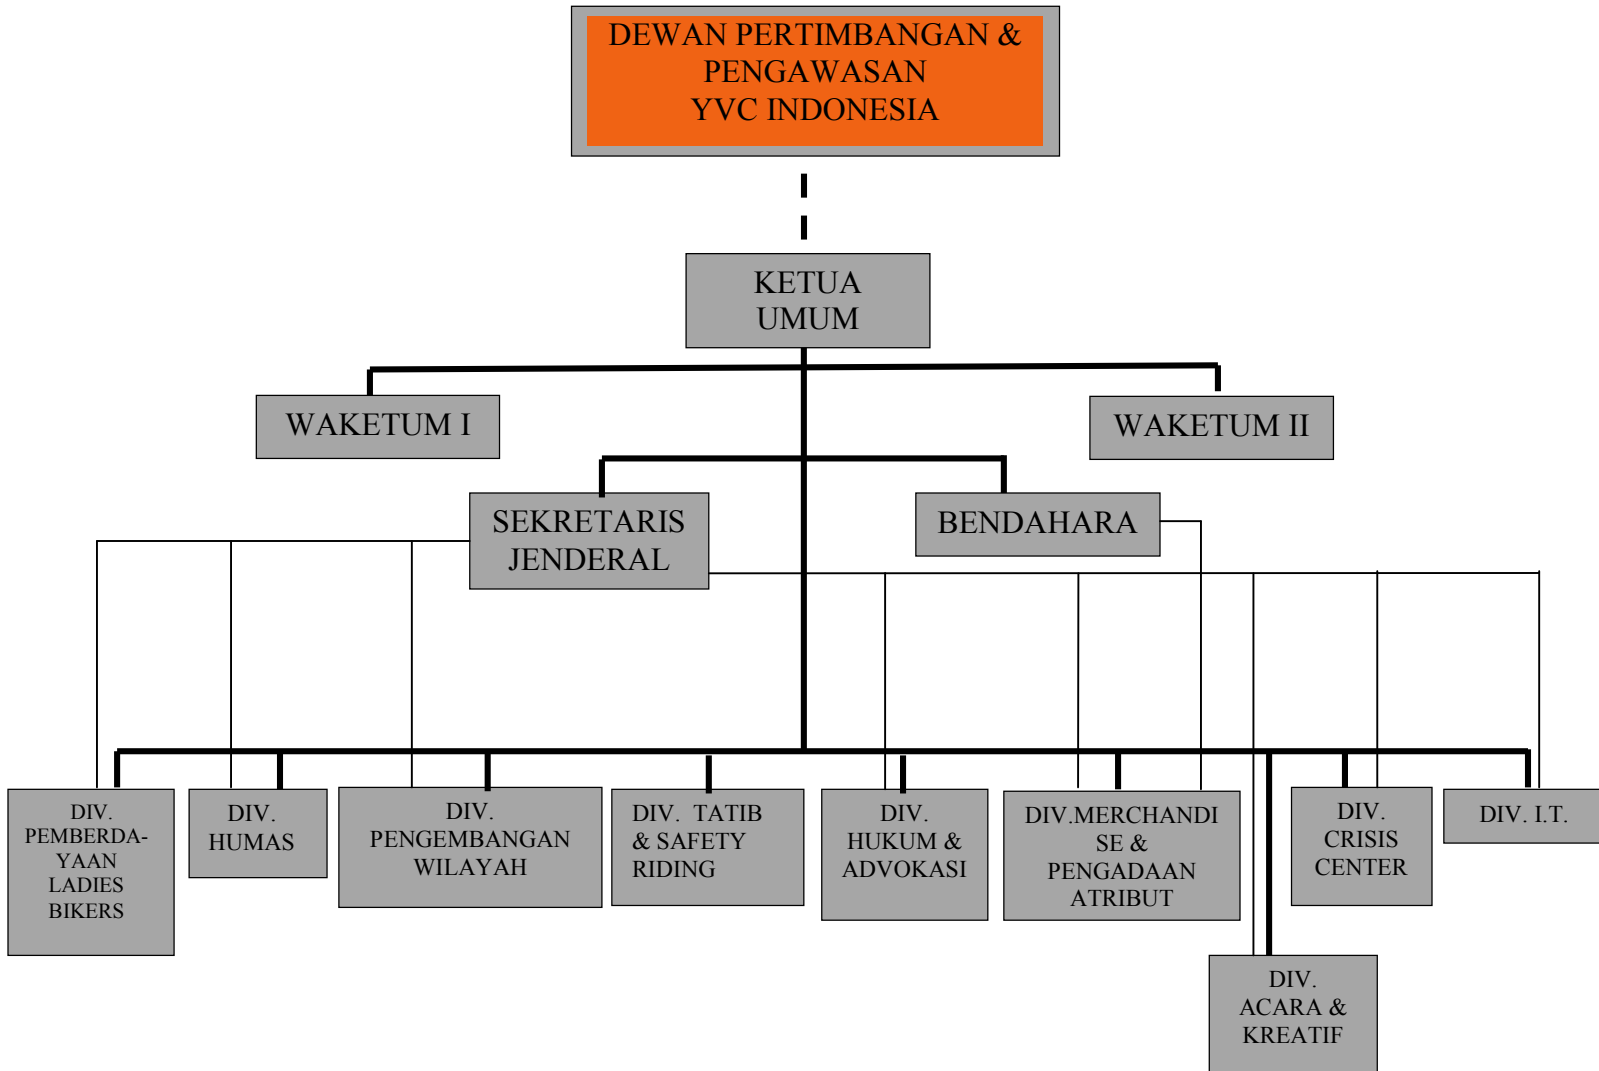 DEWAN PERTIMBANGAN &
PENGAWASAN
YVC INDONESIA
KETUA
UMUM
WAKETUM I
WAKETUM II
SEKRETARIS
JENDERAL
BENDAHARA
DIV.
PEMBERDA-
YAAN
LADIES
BIKERS
DIV.
HUMAS
DIV.
PENGEMBANGAN
WILAYAH
DIV. TATIB
& SAFETY
RIDING
DIV.
HUKUM &
ADVOKASI
DIV.MERCHANDI
SE &
PENGADAAN
ATRIBUT
DIV.
CRISIS
CENTER
DIV. I.T.
DIV.
ACARA &
KREATIF